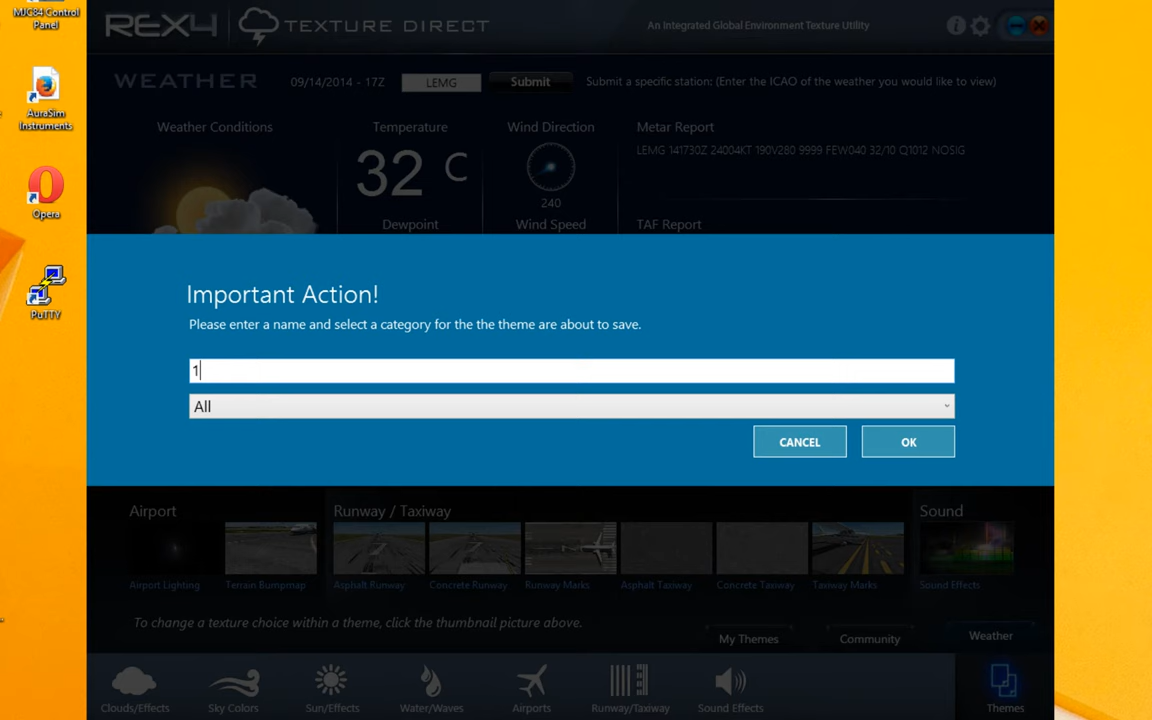 MJC84 Control
Panel
AuraSim
Instruments
Opera
PuTTY
REX4 TEXTURE DIRECT
An Integrated Global Environment Texture Utility
WEATHER
09/14/2014 - 17Z
LEMG
Submit
Submit a specific station: (Enter the ICAO of the weather you would like to view)
Weather Conditions
Temperature
Wind Direction
Metar Report
32 C
LEMG 141730Z 24004KT 190V280 9999 FEW040 32/10 Q1012 NOSIG
240
Dewpoint
Wind Speed
TAF Report
Important Action!
Please enter a name and select a category for the the theme are about to save.
1
All
CANCEL
OK
Airport
Runway / Taxiway
Sound
Airport Lighting
Terrain Bumpmap
Asphalt Runway
Concrete Runway
Runway Marks
Asphalt Taxiway
Concrete Taxiway
Taxiway Marks
Sound Effects
To change a texture choice within a theme, click the thumbnail picture above.
My Themes
Community
Weather
Clouds/Effects
Sky Colors
Sun/Effects
Water/Waves
Airports
Runway/Taxiway
Sound Effects
Themes